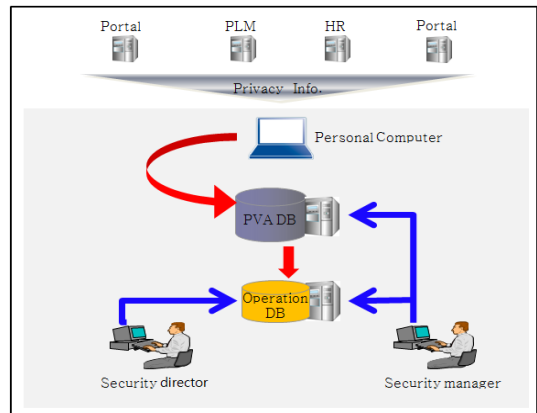 Portal PLM HR Portal
Privacy Info.
Personal Computer
PVA DB
Operation
DB
Security director Security manager